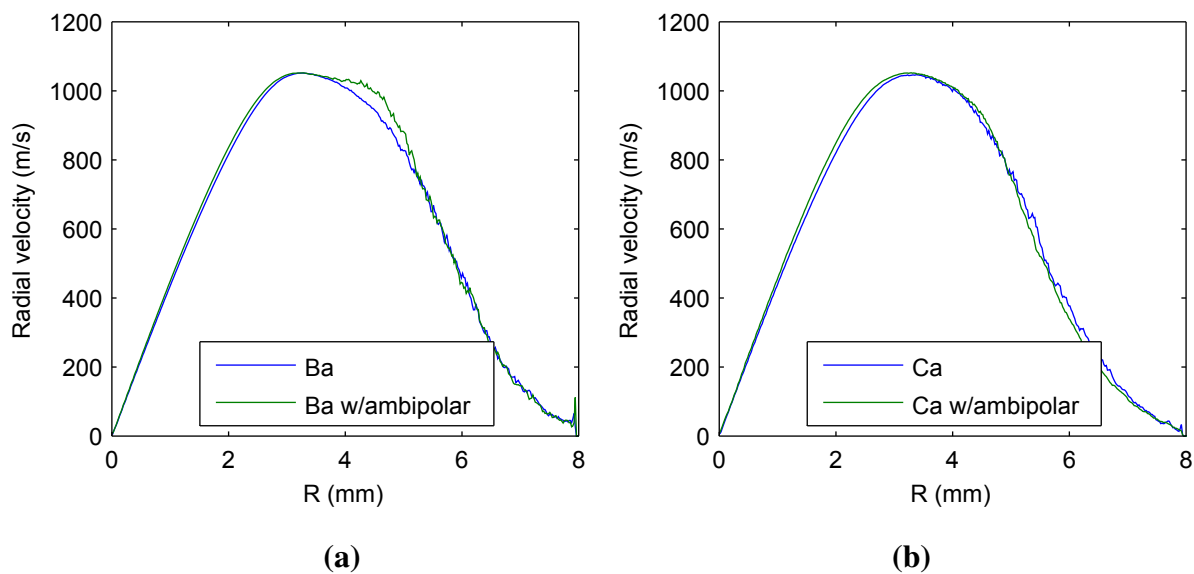 1200
1000
800
600
400
200
0
Radial velocity (m/s)
Ba
Ba w/ambipolar
0 2 4 6 8
R (mm)
(a)
1200
1000
800
600
400
200
0
Radial velocity (m/s)
Ca
Ca w/ambipolar
0 2 4 6 8
R (mm)
(b)